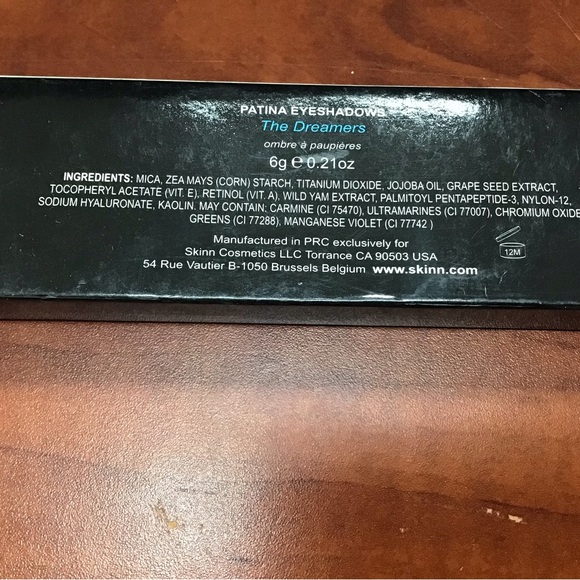 PATINA EYESHADOWS
The Dreamers
ombre à paupières
6g ℮ 0.21oz
INGREDIENTS: MICA, ZEA MAYS (CORN) STARCH, TITANIUM DIOXIDE, JOJOBA OIL, GRAPE SEED EXTRACT,
TOCOPHERYL ACETATE (VIT. E), RETINOL (VIT. A), WILD YAM EXTRACT, PALMITOYL PENTAPEPTIDE-3, NYLON-12,
SODIUM HYALURONATE, KAOLIN. MAY CONTAIN: CARMINE (CI 75470), ULTRAMARINES (CI 77007), CHROMIUM OXIDE
GREENS (CI 77288), MANGANESE VIOLET (CI 77742 )
Manufactured in PRC exclusively for
Skinn Cosmetics LLC Torrance CA 90503 USA
54 Rue Vautier B-1050 Brussels Belgium www.skinn.com
12M